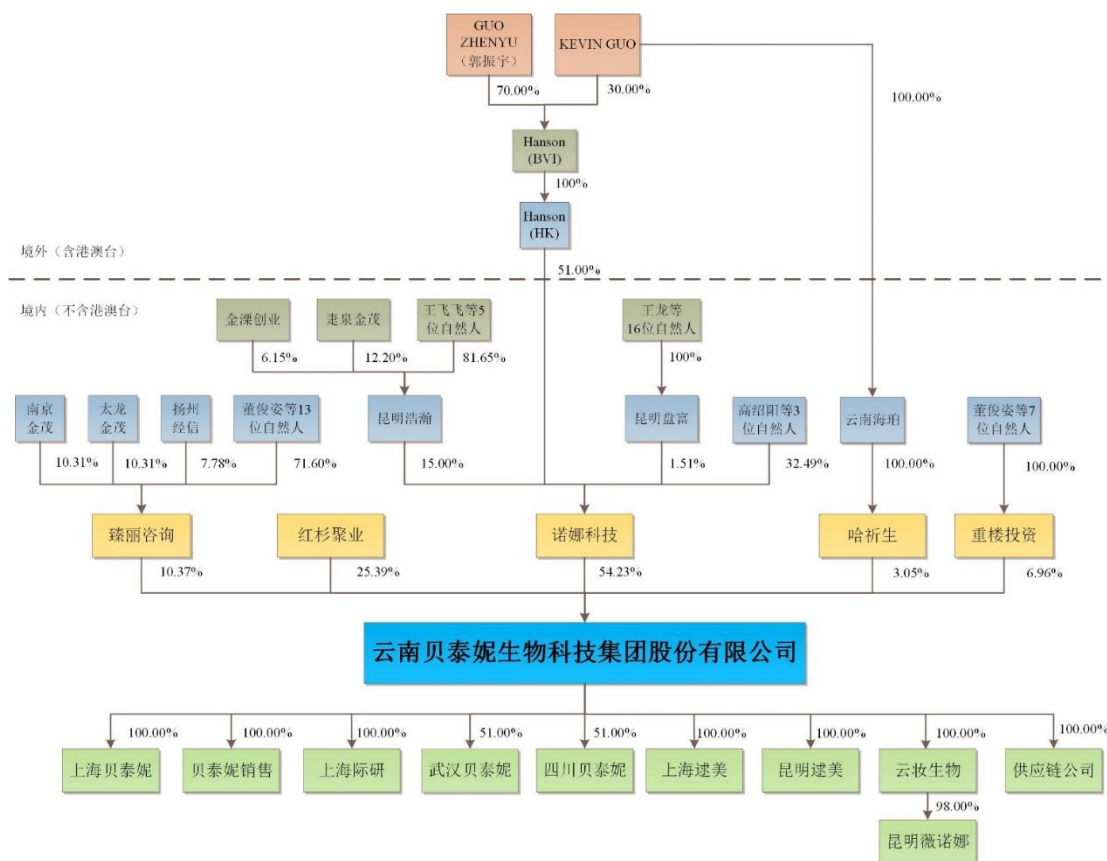 GUO
ZHENYU
（郭振宇）
KEVIN GUO
70.00%
30.00%
100.00%
Hanson
(BVI)
100%
Hanson
(HK)
境外（含港澳台）
51.00%
境内（不含港澳台）
金溧创业
疌泉金茂
王飞飞等5
位自然人
王龙等
16位自然人
6.15%
12.20%
81.65%
100%
南京
金茂
太龙
金茂
扬州
经信
董俊姿等13
位自然人
昆明浩瀚
昆明盘富
高绍阳等3
位自然人
云南海珀
董俊姿等7
位自然人
10.31%
10.31%
7.78%
71.60%
15.00%
1.51%
32.49%
100.00%
100.00%
臻丽咨询
红杉聚业
诺娜科技
哈祈生
重楼投资
10.37%
25.39%
54.23%
3.05%
6.96%
云南贝泰妮生物科技集团股份有限公司
100.00%
100.00%
100.00%
51.00%
51.00%
100.00%
100.00%
100.00%
100.00%
上海贝泰妮
贝泰妮销售
上海际研
武汉贝泰妮
四川贝泰妮
上海逑美
昆明逑美
云妆生物
供应链公司
98.00%
昆明薇诺娜